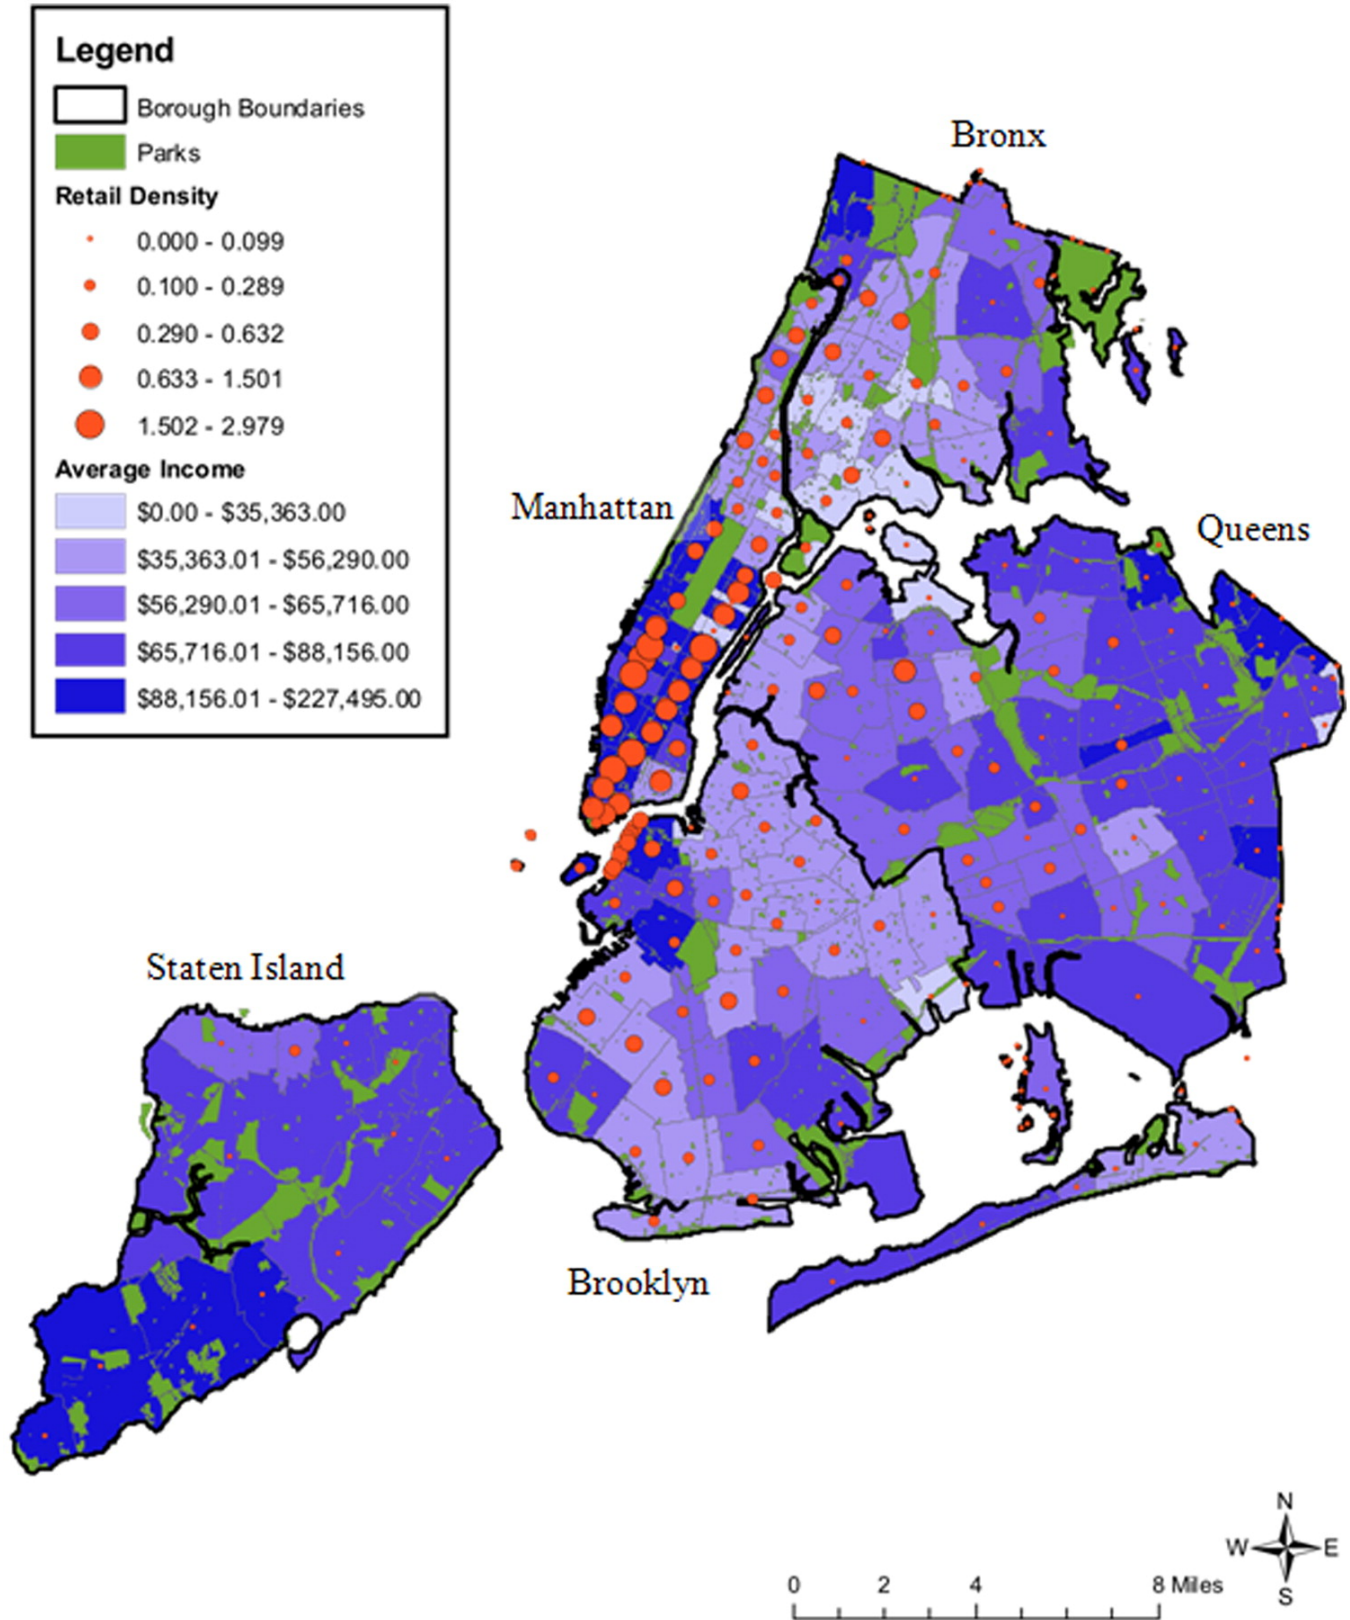 Legend
Borough Boundaries
Parks
Retail Density
0.000 - 0.099
0.100 - 0.289
0.290 - 0.632
0.633 - 1.501
1.502 - 2.979
Average Income
$0.00 - $35,363.00
$35,363.01 - $56,290.00
$56,290.01 - $65,716.00
$65,716.01 - $88,156.00
$88,156.01 - $227,495.00
Bronx
Manhattan
Queens
Staten Island
Brooklyn
N
W E
S
0 2 4 8 Miles